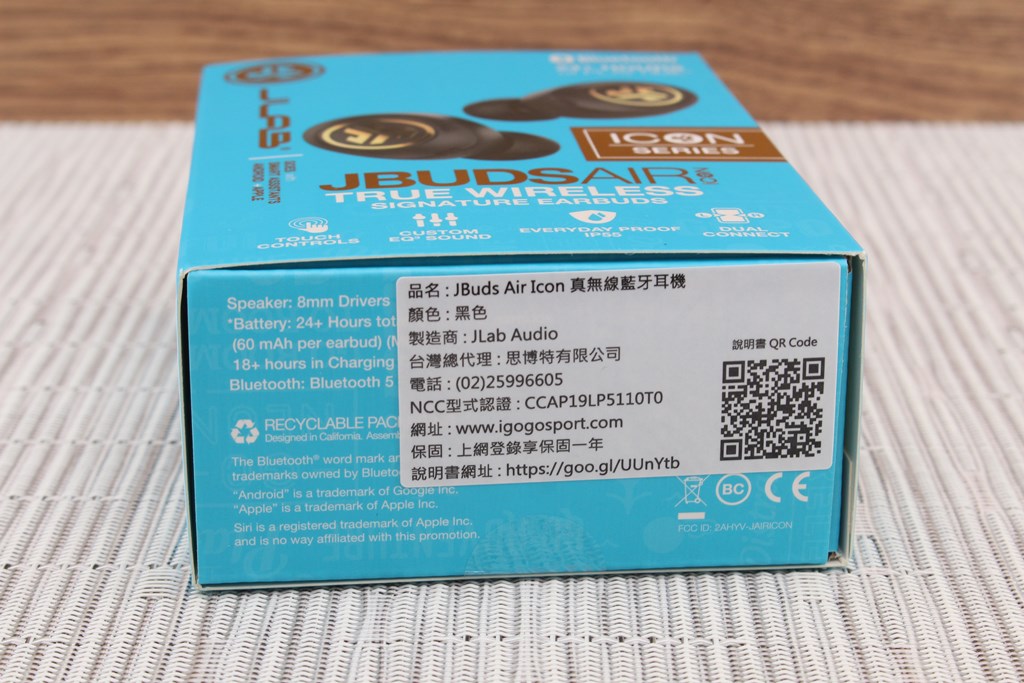 JLAB
ICON
SERIES
JBUDSAIR
ICON
TRUE WIRELESS
SIGNATURE EARBUDS
TOUCH
CONTROLS
CUSTOM
EQ³ SOUND
EVERYDAY PROOF
IP55
L R
DUAL
CONNECT
Speaker: 8mm Drivers
*Battery: 24+ Hours tot
(60 mAh per earbud) (M
18+ hours in Charging
Bluetooth: Bluetooth 5
RECYCLABLE PAC
Designed in California. Assem
The Bluetooth® word mark an
trademarks owned by Blueto
"Android" is a trademark of Google Inc.
"Apple" is a trademark of Apple Inc.
Siri is a registered trademark of Apple Inc.
and is no way affiliated with this promotion.
品名 : JBuds Air Icon 真無線藍牙耳機
顏色 : 黑色
製造商 : JLab Audio
台灣總代理 : 思博特有限公司
電話 : (02)25996605
NCC型式認證 : CCAP19LP5110T0
網址 : www.igogosport.com
保固 : 上網登錄享保固一年
說明書網址 : https://goo.gl/UUnYtb
說明書 QR Code
BC
CE
FCC ID: 2AHYV-JAIRICON